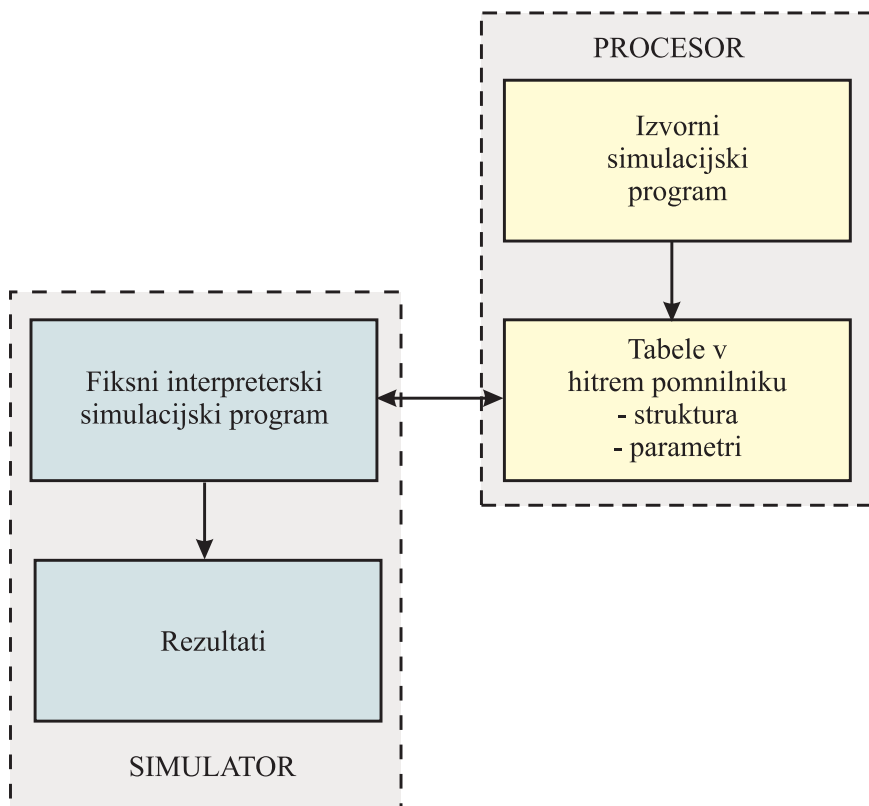 PROCESOR
Izvorni
simulacijski
program
Tabele v
hitrem pomnilniku
- struktura
- parametri
Fiksni interpreterski
simulacijski program
Rezultati
SIMULATOR